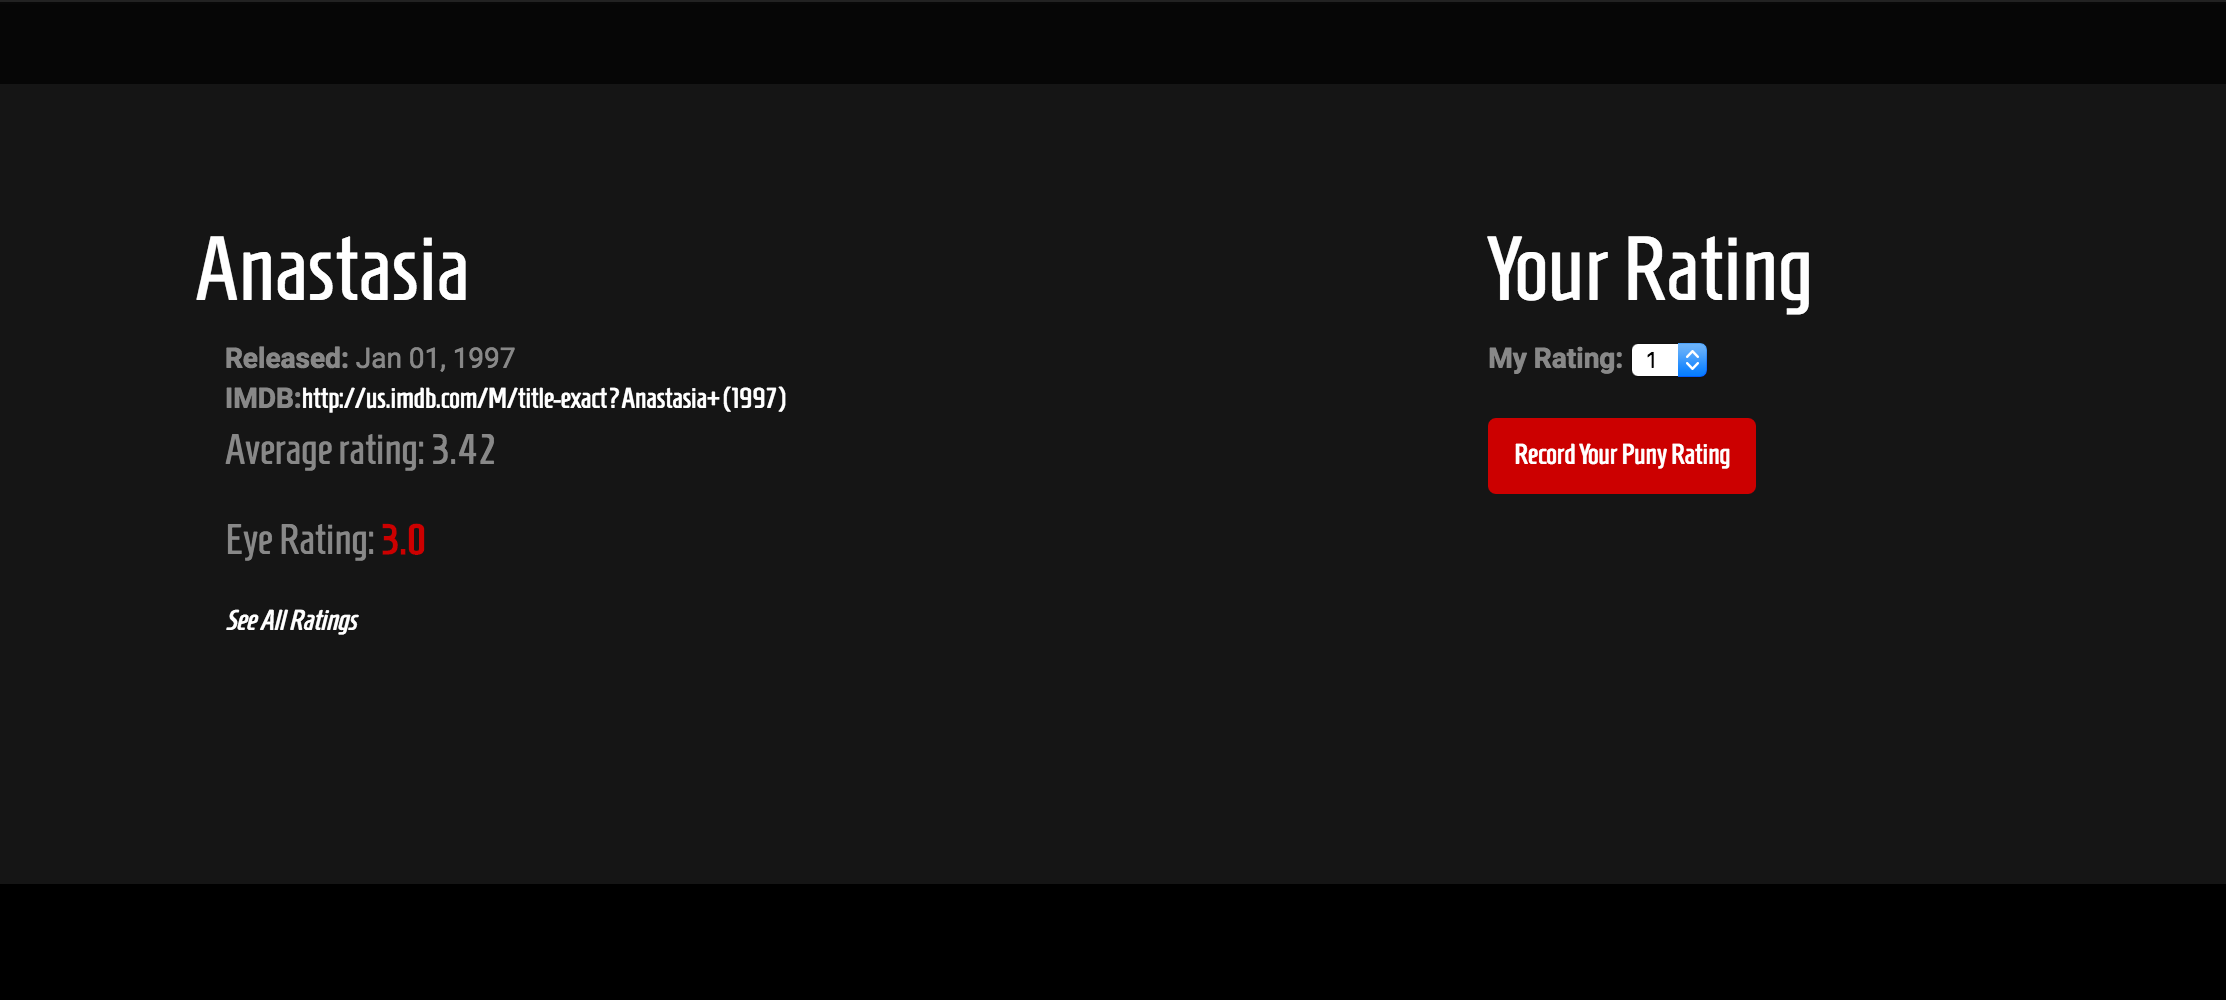 Anastasia
Released: Jan 01, 1997
IMDB:http://us.imdb.com/M/title-exact?Anastasia+(1997)
Average rating: 3.42
Eye Rating: 3.0
See All Ratings
Your Rating
My Rating: 1
Record Your Puny Rating